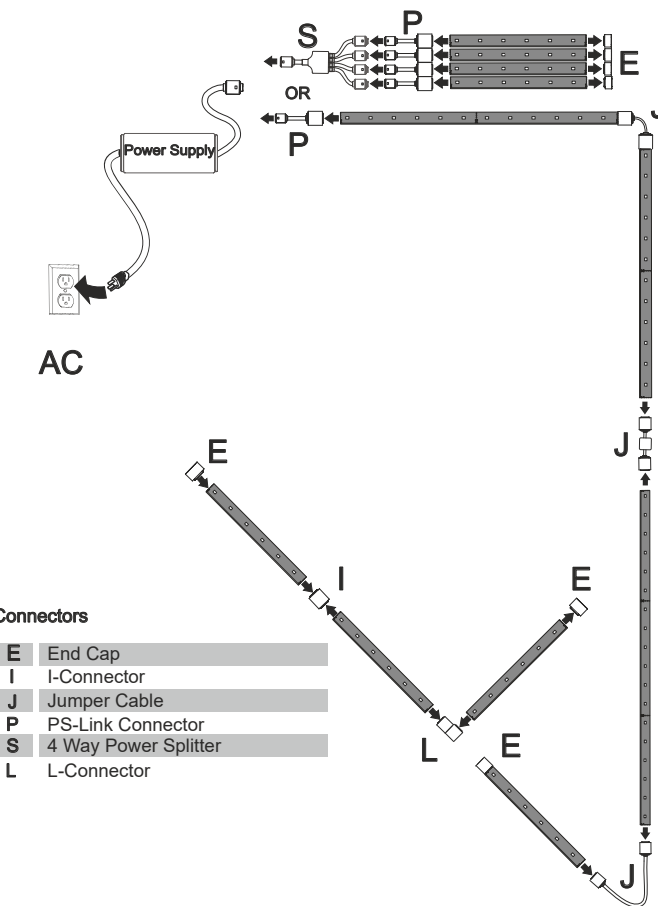 S
P
E
OR
P
J
Power Supply
AC
J
E
I
E
L
E
J
Connectors
E End Cap
I I-Connector
J Jumper Cable
P PS-Link Connector
S 4 Way Power Splitter
L L-Connector